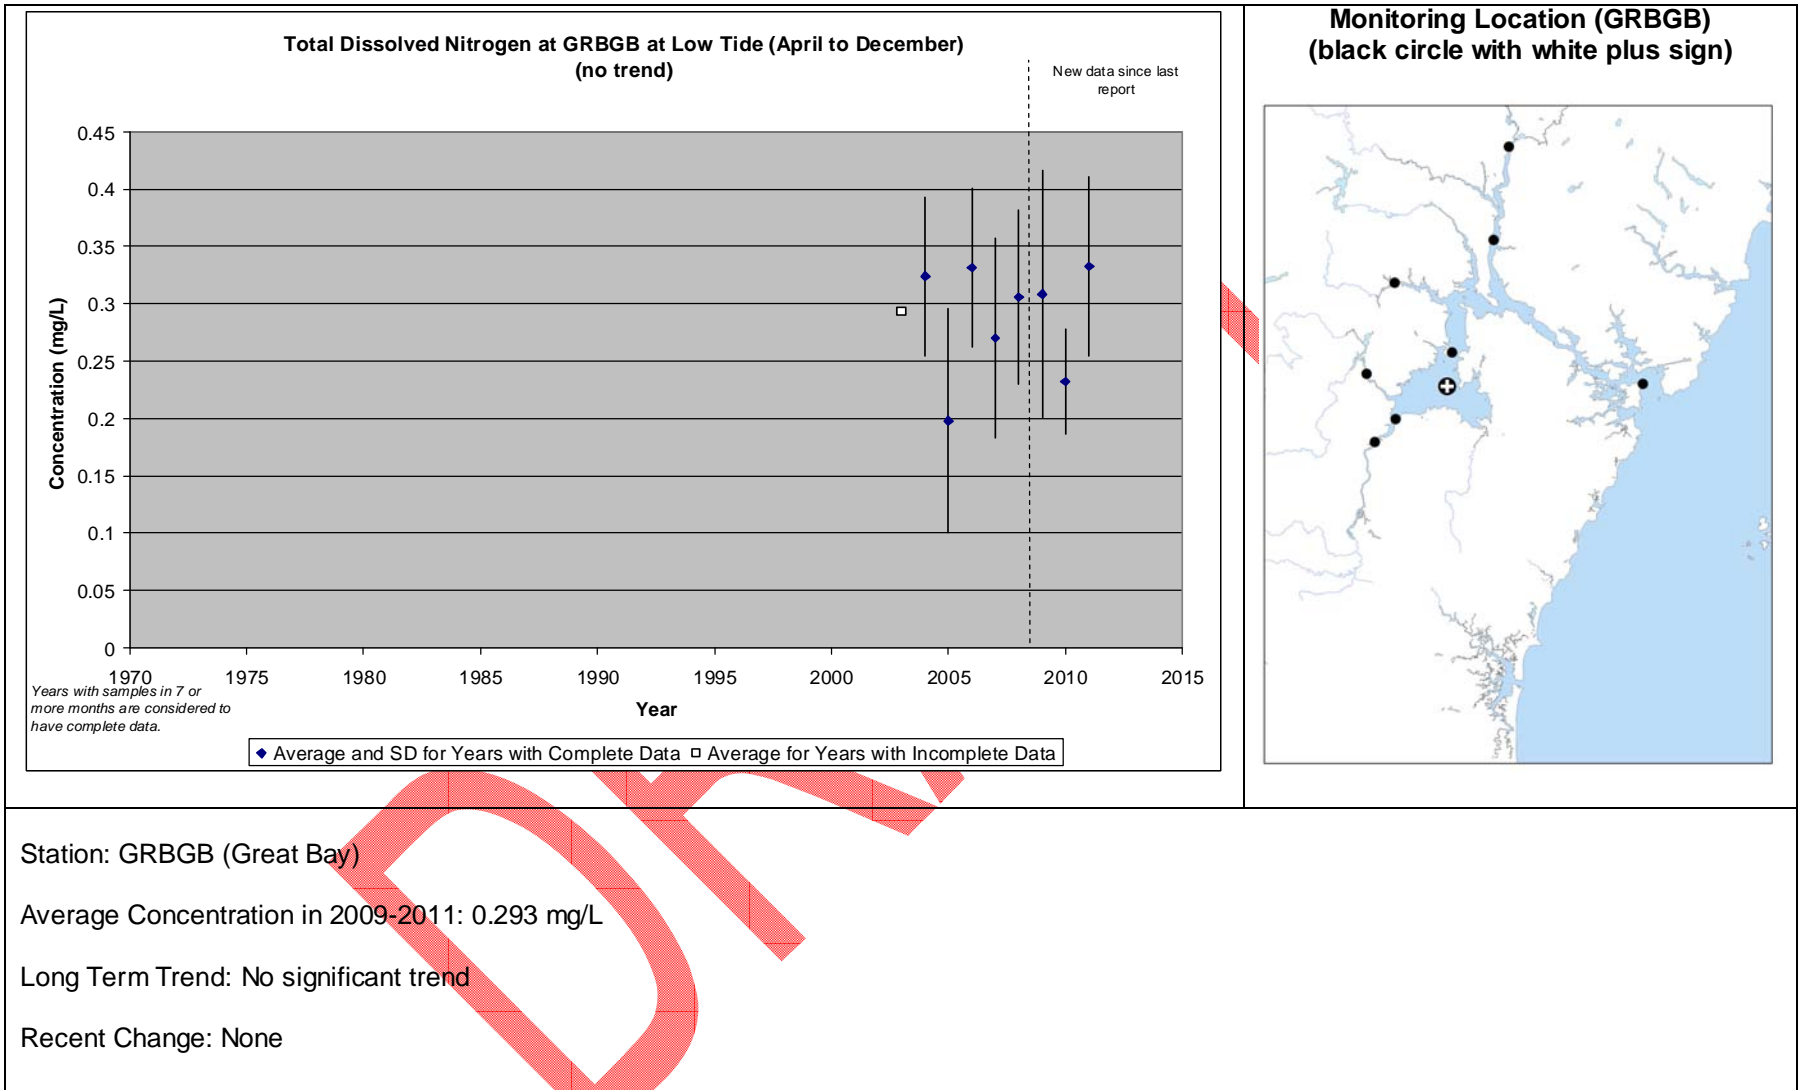 Total Dissolved Nitrogen at GRBGB at Low Tide (April to December)
(no trend)
New data since last
report
Concentration (mg/L)
0.45
0.4
0.35
0.3
0.25
0.2
0.15
0.1
0.05
0
1970 1975 1980 1985 1990 1995 2000 2005 2010 2015
Year
Years with samples in 7 or
more months are considered to
have complete data.
Average and SD for Years with Complete Data Average for Years with Incomplete Data
Monitoring Location (GRBGB)
(black circle with white plus sign)
Station: GRBGB (Great Bay)
Average Concentration in 2009-2011: 0.293 mg/L
Long Term Trend: No significant trend
Recent Change: None